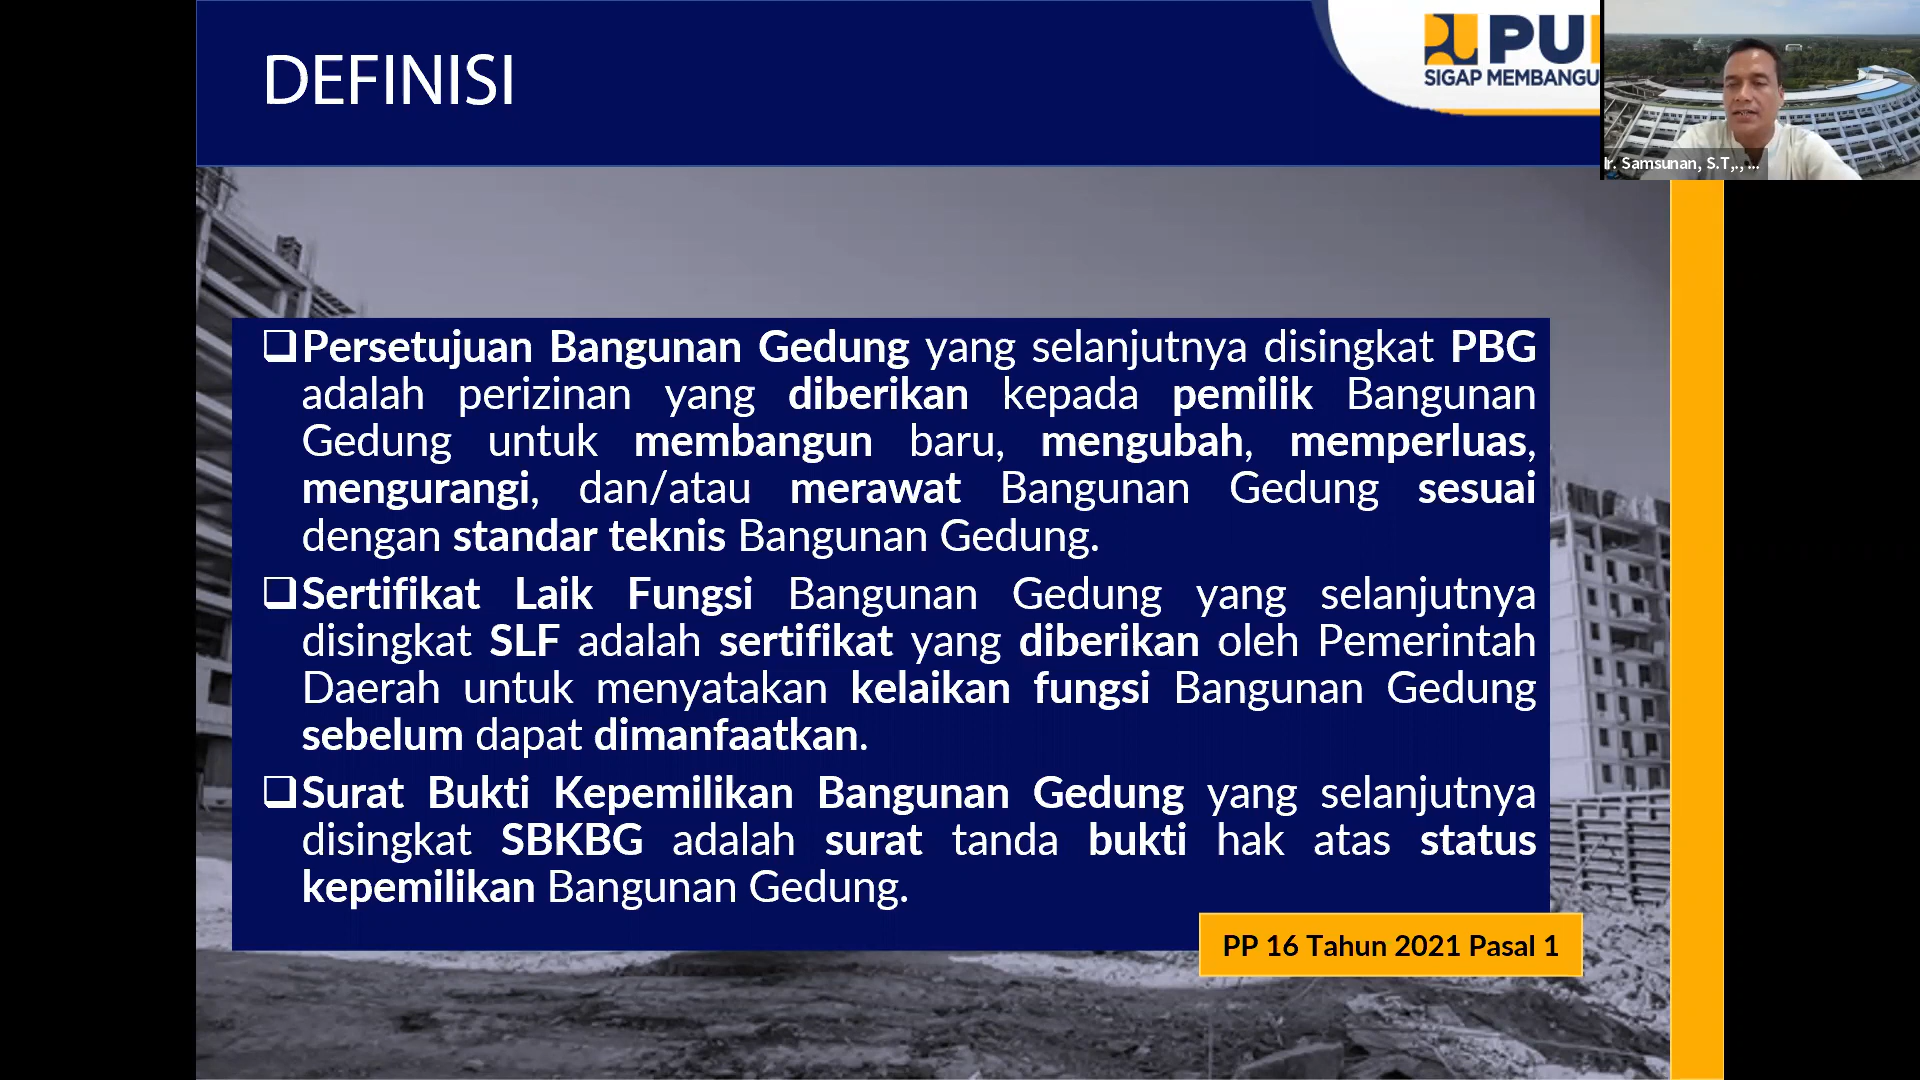 DEFINISI
PU
SIGAP MEMBANGU
Ir. Samsunan, S.T,., ...
❑Persetujuan Bangunan Gedung yang selanjutnya disingkat PBG
adalah perizinan yang diberikan kepada pemilik Bangunan
Gedung untuk membangun baru, mengubah, memperluas,
mengurangi, dan/atau merawat Bangunan Gedung sesuai
dengan standar teknis Bangunan Gedung.
❑Sertifikat Laik Fungsi Bangunan Gedung yang selanjutnya
disingkat SLF adalah sertifikat yang diberikan oleh Pemerintah
Daerah untuk menyatakan kelaikan fungsi Bangunan Gedung
sebelum dapat dimanfaatkan.
❑Surat Bukti Kepemilikan Bangunan Gedung yang selanjutnya
disingkat SBKBG adalah surat tanda bukti hak atas status
kepemilikan Bangunan Gedung.
PP 16 Tahun 2021 Pasal 1